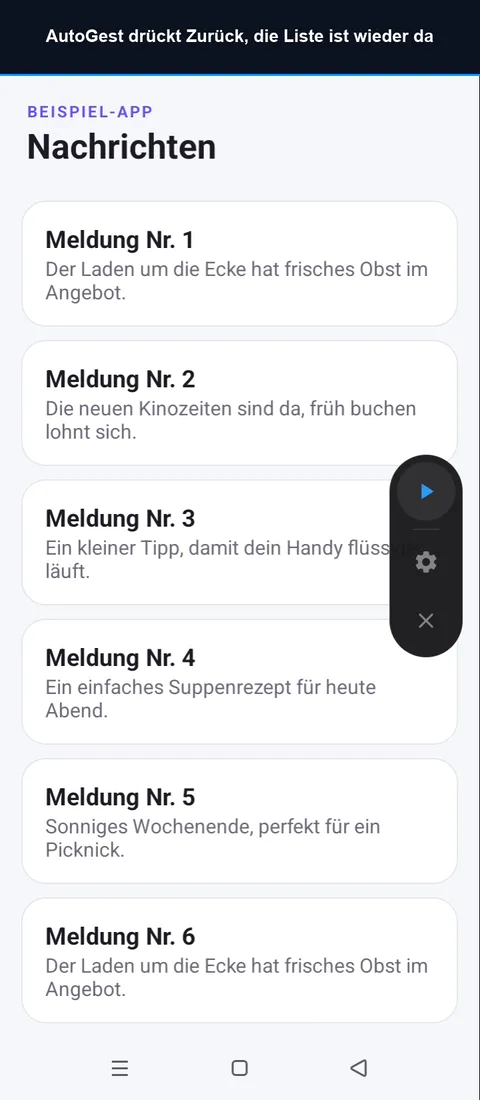 AutoGest drückt Zurück, die Liste ist wieder da
BEISPIEL-APP
Nachrichten
Meldung Nr. 1
Der Laden um die Ecke hat frisches Obst im
Angebot.
Meldung Nr. 2
Die neuen Kinozeiten sind da, früh buchen
lohnt sich.
Meldung Nr. 3
Ein kleiner Tipp, damit dein Handy
läuft.
Meldung Nr. 4
Ein einfaches Suppenrezept für heute
Abend.
Meldung Nr. 5
Sonniges Wochenende, perfekt für ein
Picknick.
Meldung Nr. 6
Der Laden um die Ecke hat frisches Obst im
Angebot.